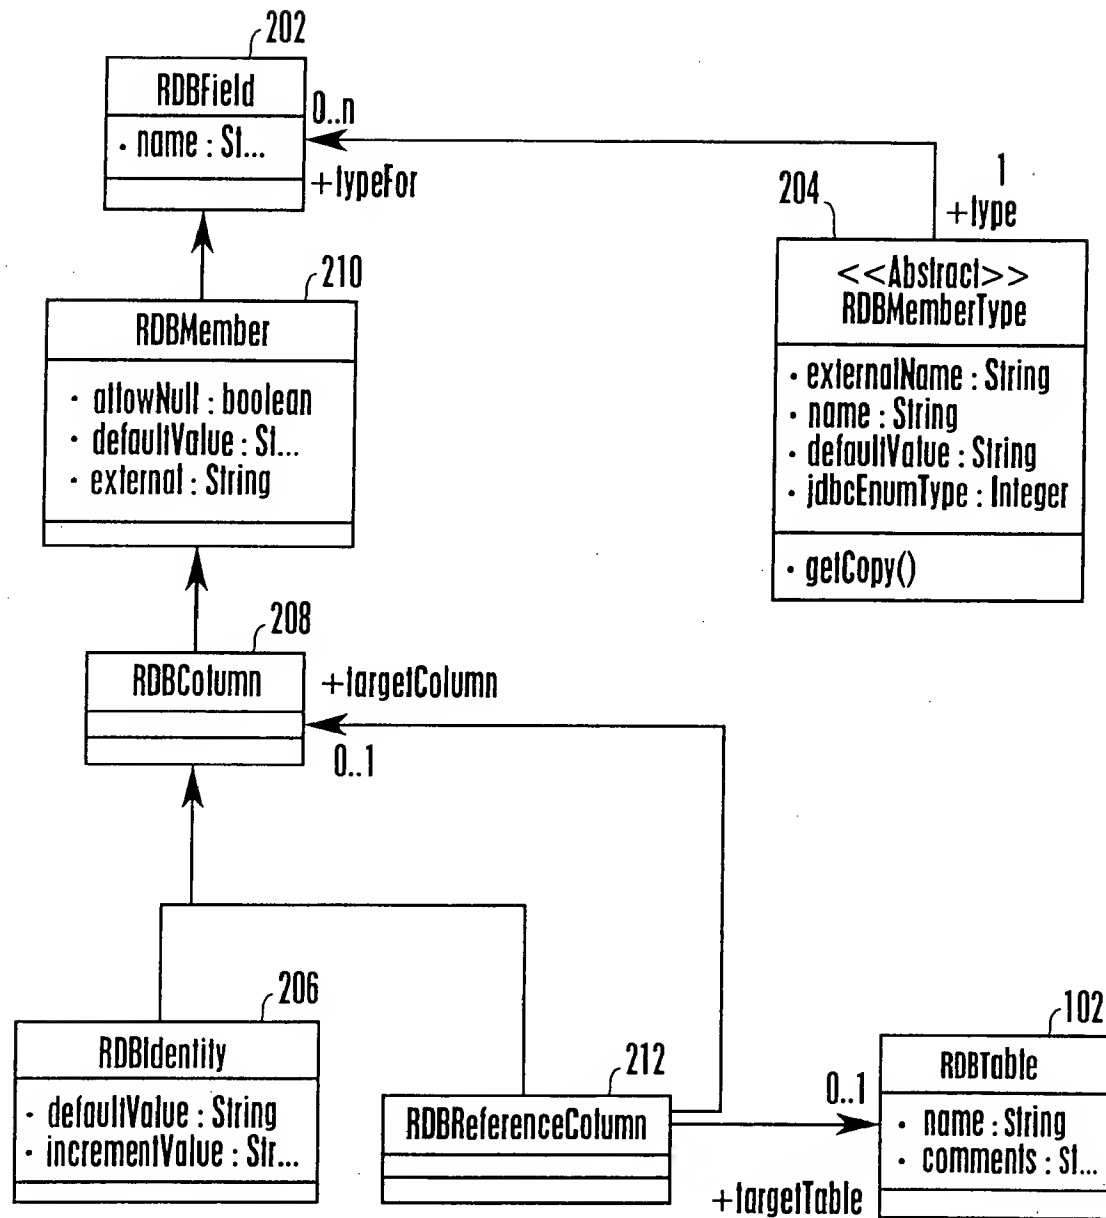 202
RDBField
· name : St...
0..n
+typeFor
1
+type
204
<<Abstract>>
RDBMemberType
· externalName : String
· name : String
· defaultValue : String
· jdbcEnumType : Integer
· getCopy()
210
RDBMember
· allowNull : boolean
· defaultValue : St...
· external : String
208
RDBColumn
+targetColumn
0..1
206
RDBIdentity
· defaultValue : String
· incrementValue : Str...
212
RDBReferenceColumn
0..1
+targetTable
102
RDBTable
· name : String
· comments : St...